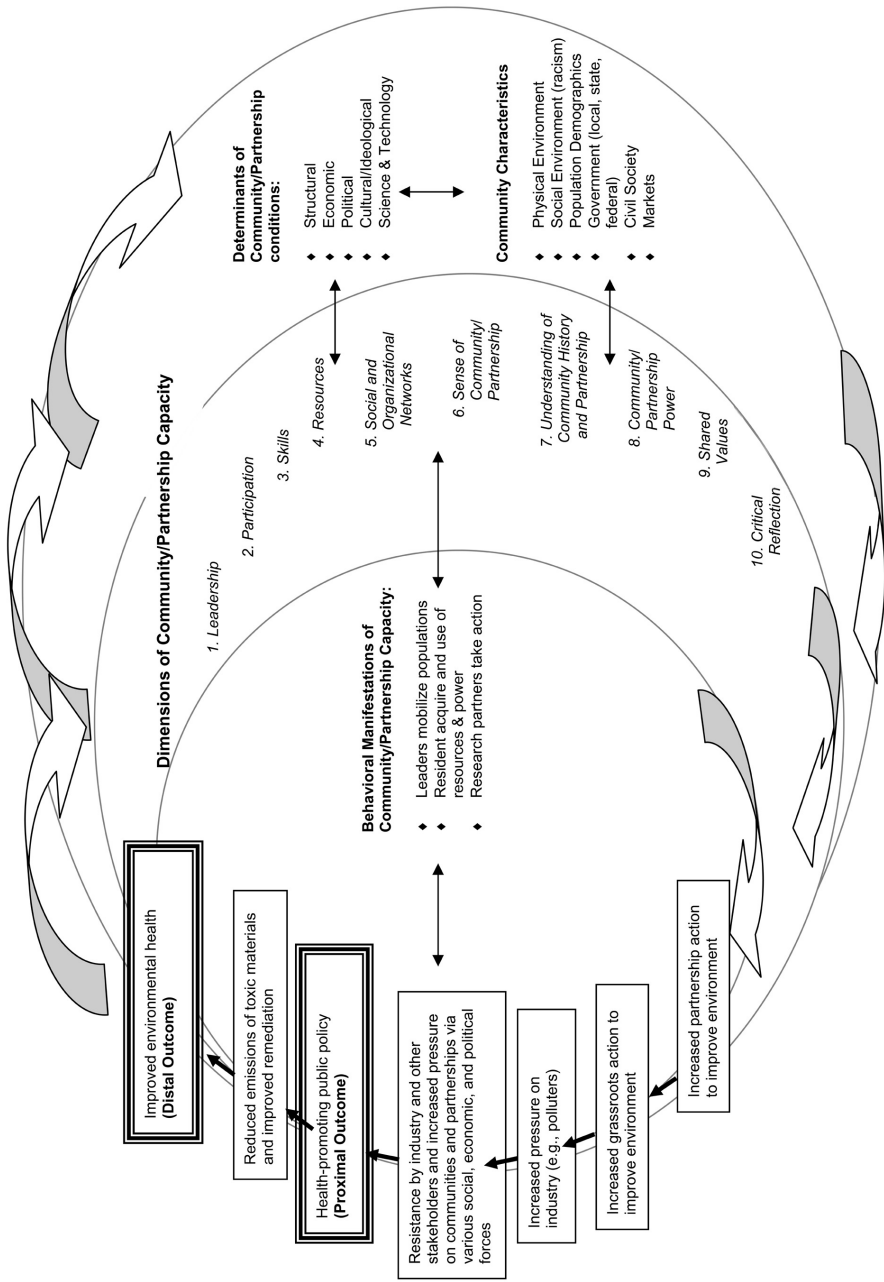 Improved environmental health
(Distal Outcome)
Reduced emissions of toxic materials
and improved remediation
Health-promoting public policy
(Proximal Outcome)
Resistance by industry and other
stakeholders and increased pressure
on communities and partnerships via
various social, economic, and political
forces
Increased pressure on
industry (e.g., polluters)
Increased grassroots action to
improve environment
Increased partnership action
to improve environment
Behavioral Manifestations of
Community/Partnership Capacity:
♦ Leaders mobilize populations
♦ Resident acquire and use of
resources & power
♦ Research partners take action
Dimensions of Community/Partnership Capacity
1. Leadership
2. Participation
3. Skills
4. Resources
5. Social and
Organizational
Networks
6. Sense of
Community/
Partnership
7. Understanding of
Community History
and Partnership
8. Community/
Partnership
Power
9. Shared
Values
10. Critical
Reflection
Determinants of
Community/Partnership
conditions:
♦ Structural
♦ Economic
♦ Political
♦ Cultural/Ideological
♦ Science & Technology
Community Characteristics
♦ Physical Environment
♦ Social Environment (racism)
♦ Population Demographics
♦ Government (local, state,
federal)
♦ Civil Society
♦ Markets